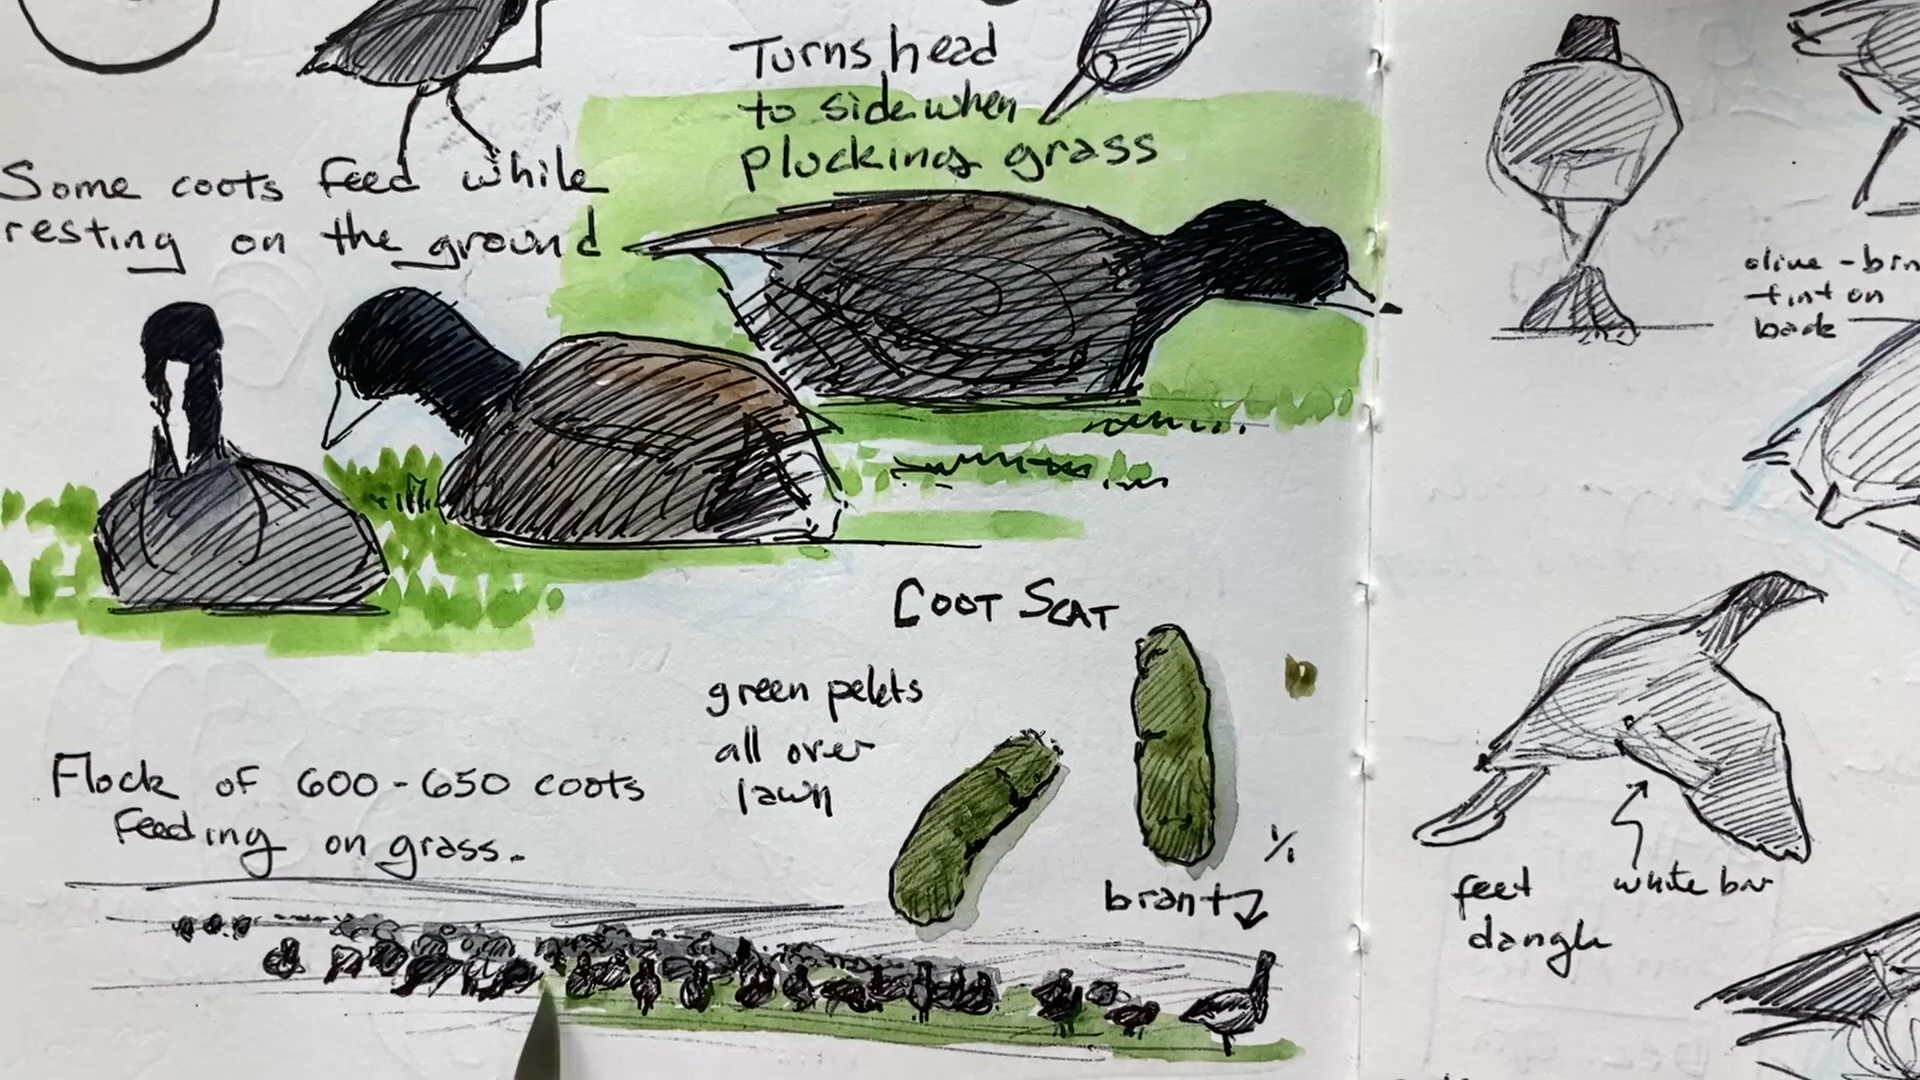 Turns head
to side when
plucking grass
Some coots feed while
resting on the ground
COOT SCAT
green pelets
all over
lawn
1/1
Flock of 600-650 coots
feeding on grass.
brant
olive-brn
tint on
back
feet
dangle
white bar